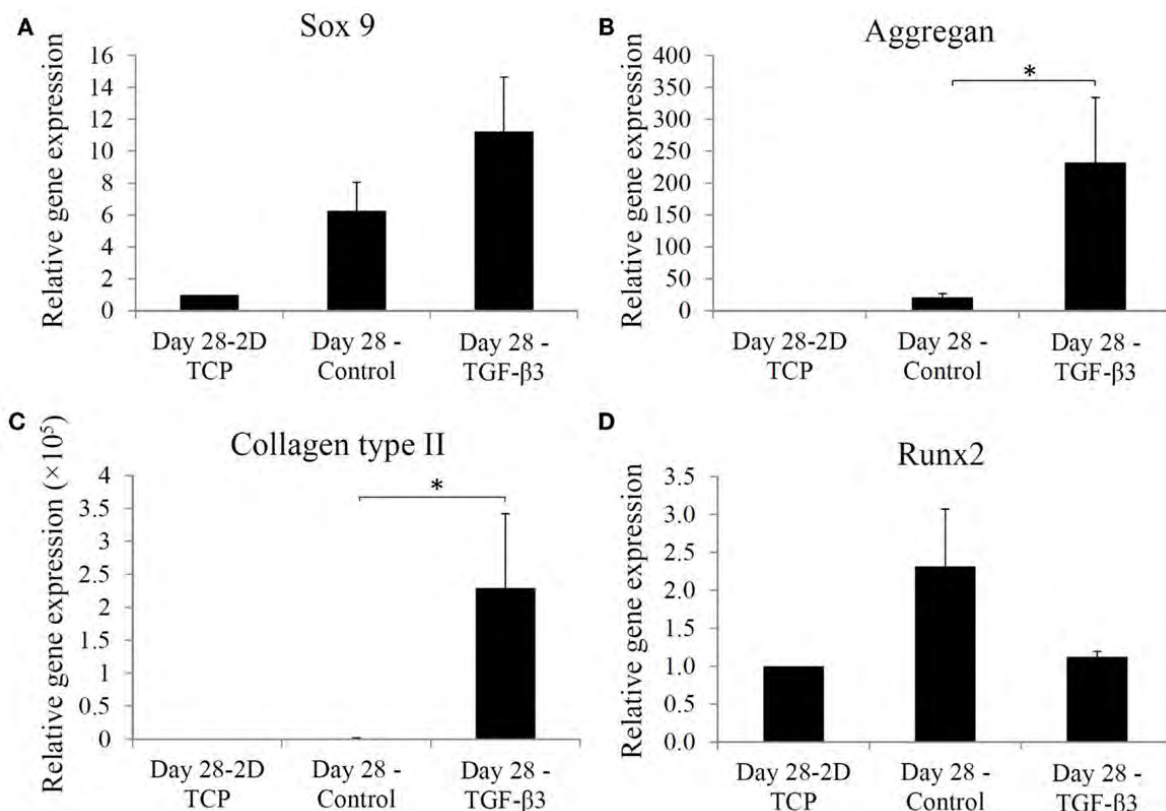 A
Sox 9
Relative gene expression
16
14
12
10
8
6
4
2
0
Day 28-2D
TCP
Day 28 -
Control
Day 28 -
TGF-β3
B
Aggregan
Relative gene expression
400
350
300
250
200
150
100
50
0
*
Day 28-2D
TCP
Day 28 -
Control
Day 28 -
TGF-β3
C
Collagen type II
Relative gene expression (×10⁵)
4
3.5
3
2.5
2
1.5
1
0.5
0
*
Day 28-2D
TCP
Day 28 -
Control
Day 28 -
TGF-β3
D
Runx2
Relative gene expression
3.5
3.0
2.5
2.0
1.5
1.0
0.5
0.0
Day 28-2D
TCP
Day 28 -
Control
Day 28 -
TGF-β3